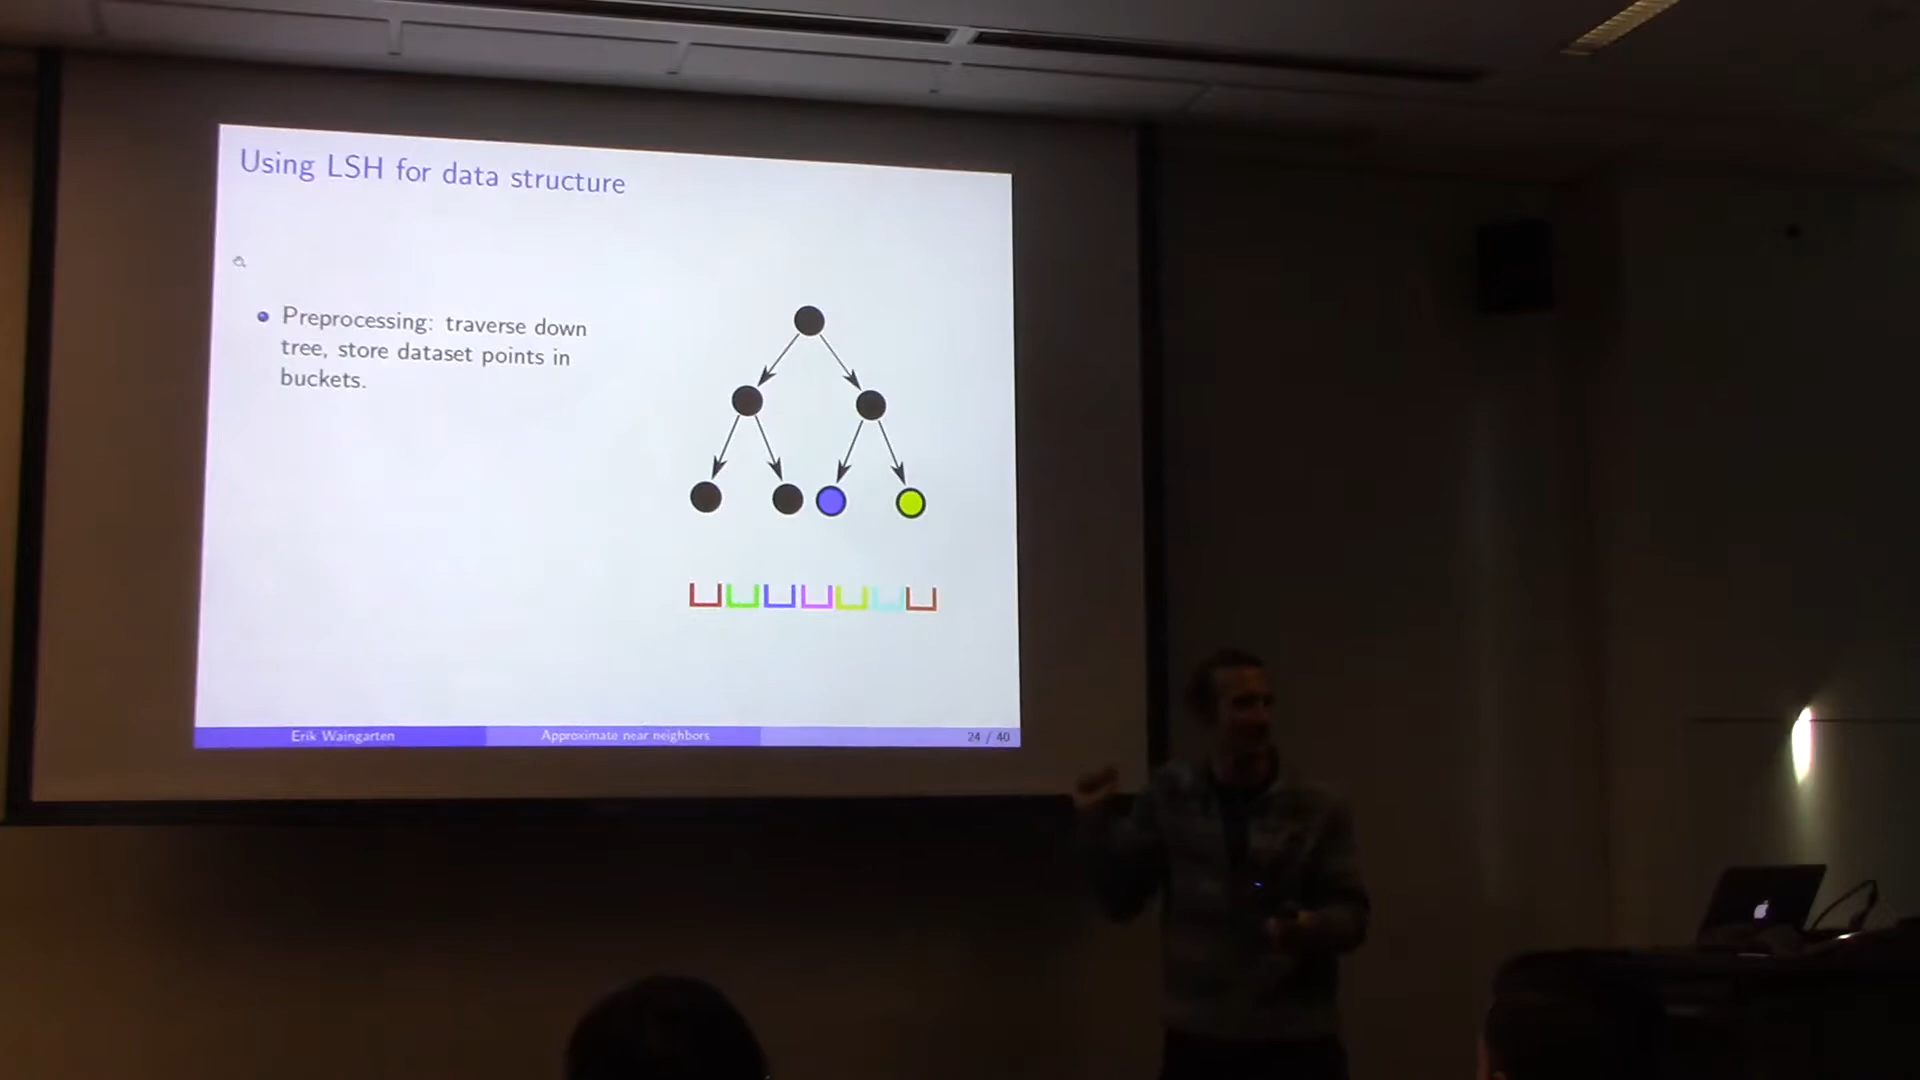 Using LSH for data structure
Preprocessing: traverse down
tree, store dataset points in
buckets.
Erik Waingarten
Approximate near neighbors
24 / 40